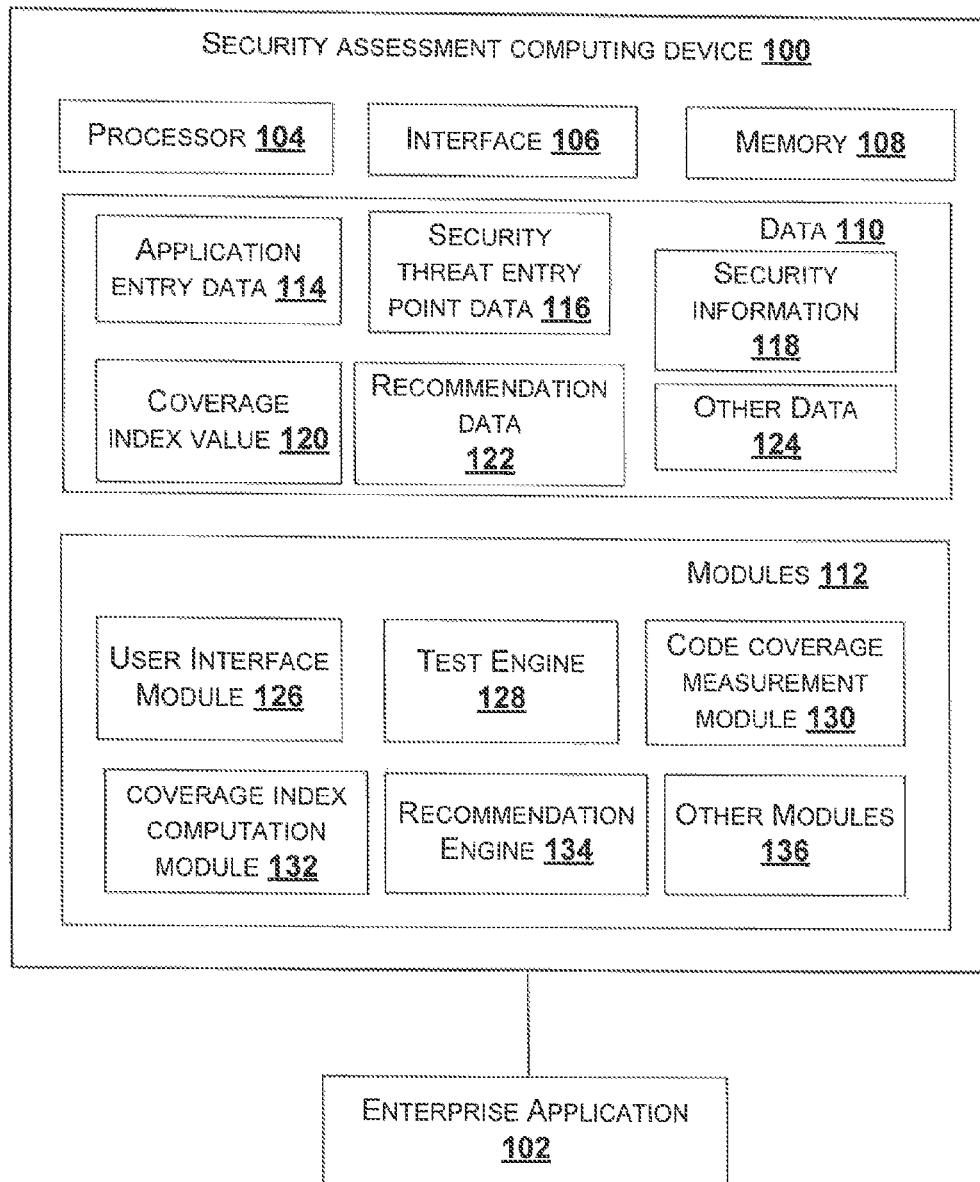 SECURITY ASSESSMENT COMPUTING DEVICE 100
PROCESSOR 104
INTERFACE 106
MEMORY 108
DATA 110
APPLICATION
ENTRY DATA 114
SECURITY
THREAT ENTRY
POINT DATA 116
SECURITY
INFORMATION
118
COVERAGE
INDEX VALUE 120
RECOMMENDATION
DATA
122
OTHER DATA
124
MODULES 112
USER INTERFACE
MODULE 126
TEST ENGINE
128
CODE COVERAGE
MEASUREMENT
MODULE 130
COVERAGE INDEX
COMPUTATION
MODULE 132
RECOMMENDATION
ENGINE 134
OTHER MODULES
136
ENTERPRISE APPLICATION
102